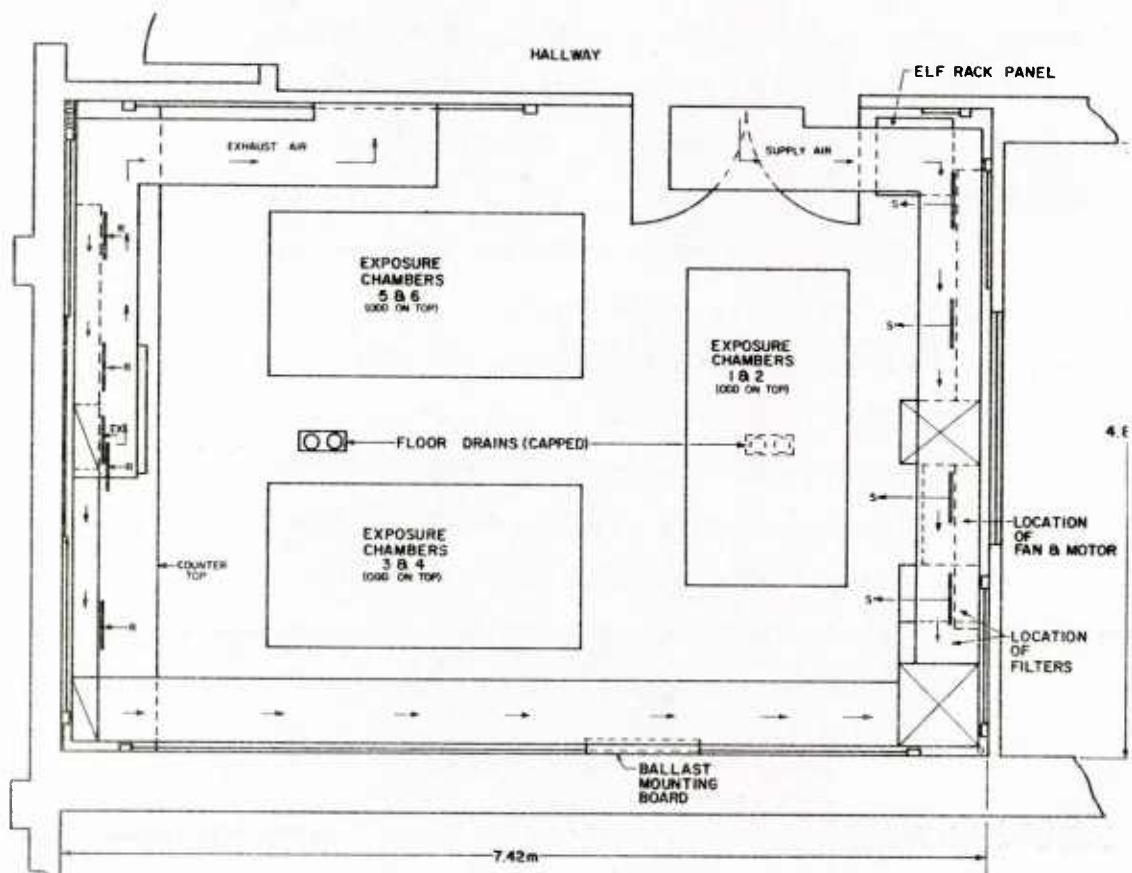 HALLWAY
ELF RACK PANEL
EXHAUST AIR
SUPPLY AIR
R
S
EXPOSURE
CHAMBERS
5 & 6
(ODD ON TOP)
S
EXPOSURE
CHAMBERS
1 & 2
(ODD ON TOP)
R
EXS
R
FLOOR DRAINS (CAPPED)
4.
S
LOCATION
OF
FAN & MOTOR
EXPOSURE
CHAMBERS
3 & 4
(ODD ON TOP)
COUNTER
TOP
S
R
LOCATION
OF
FILTERS
BALLAST
MOUNTING
BOARD
7.42m